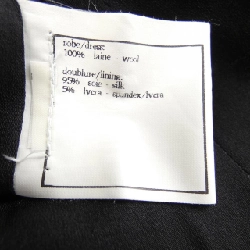 robe/dress
100% laine wool
doublure/lining
95% soie - silk
5% lycra - spandex/lycra